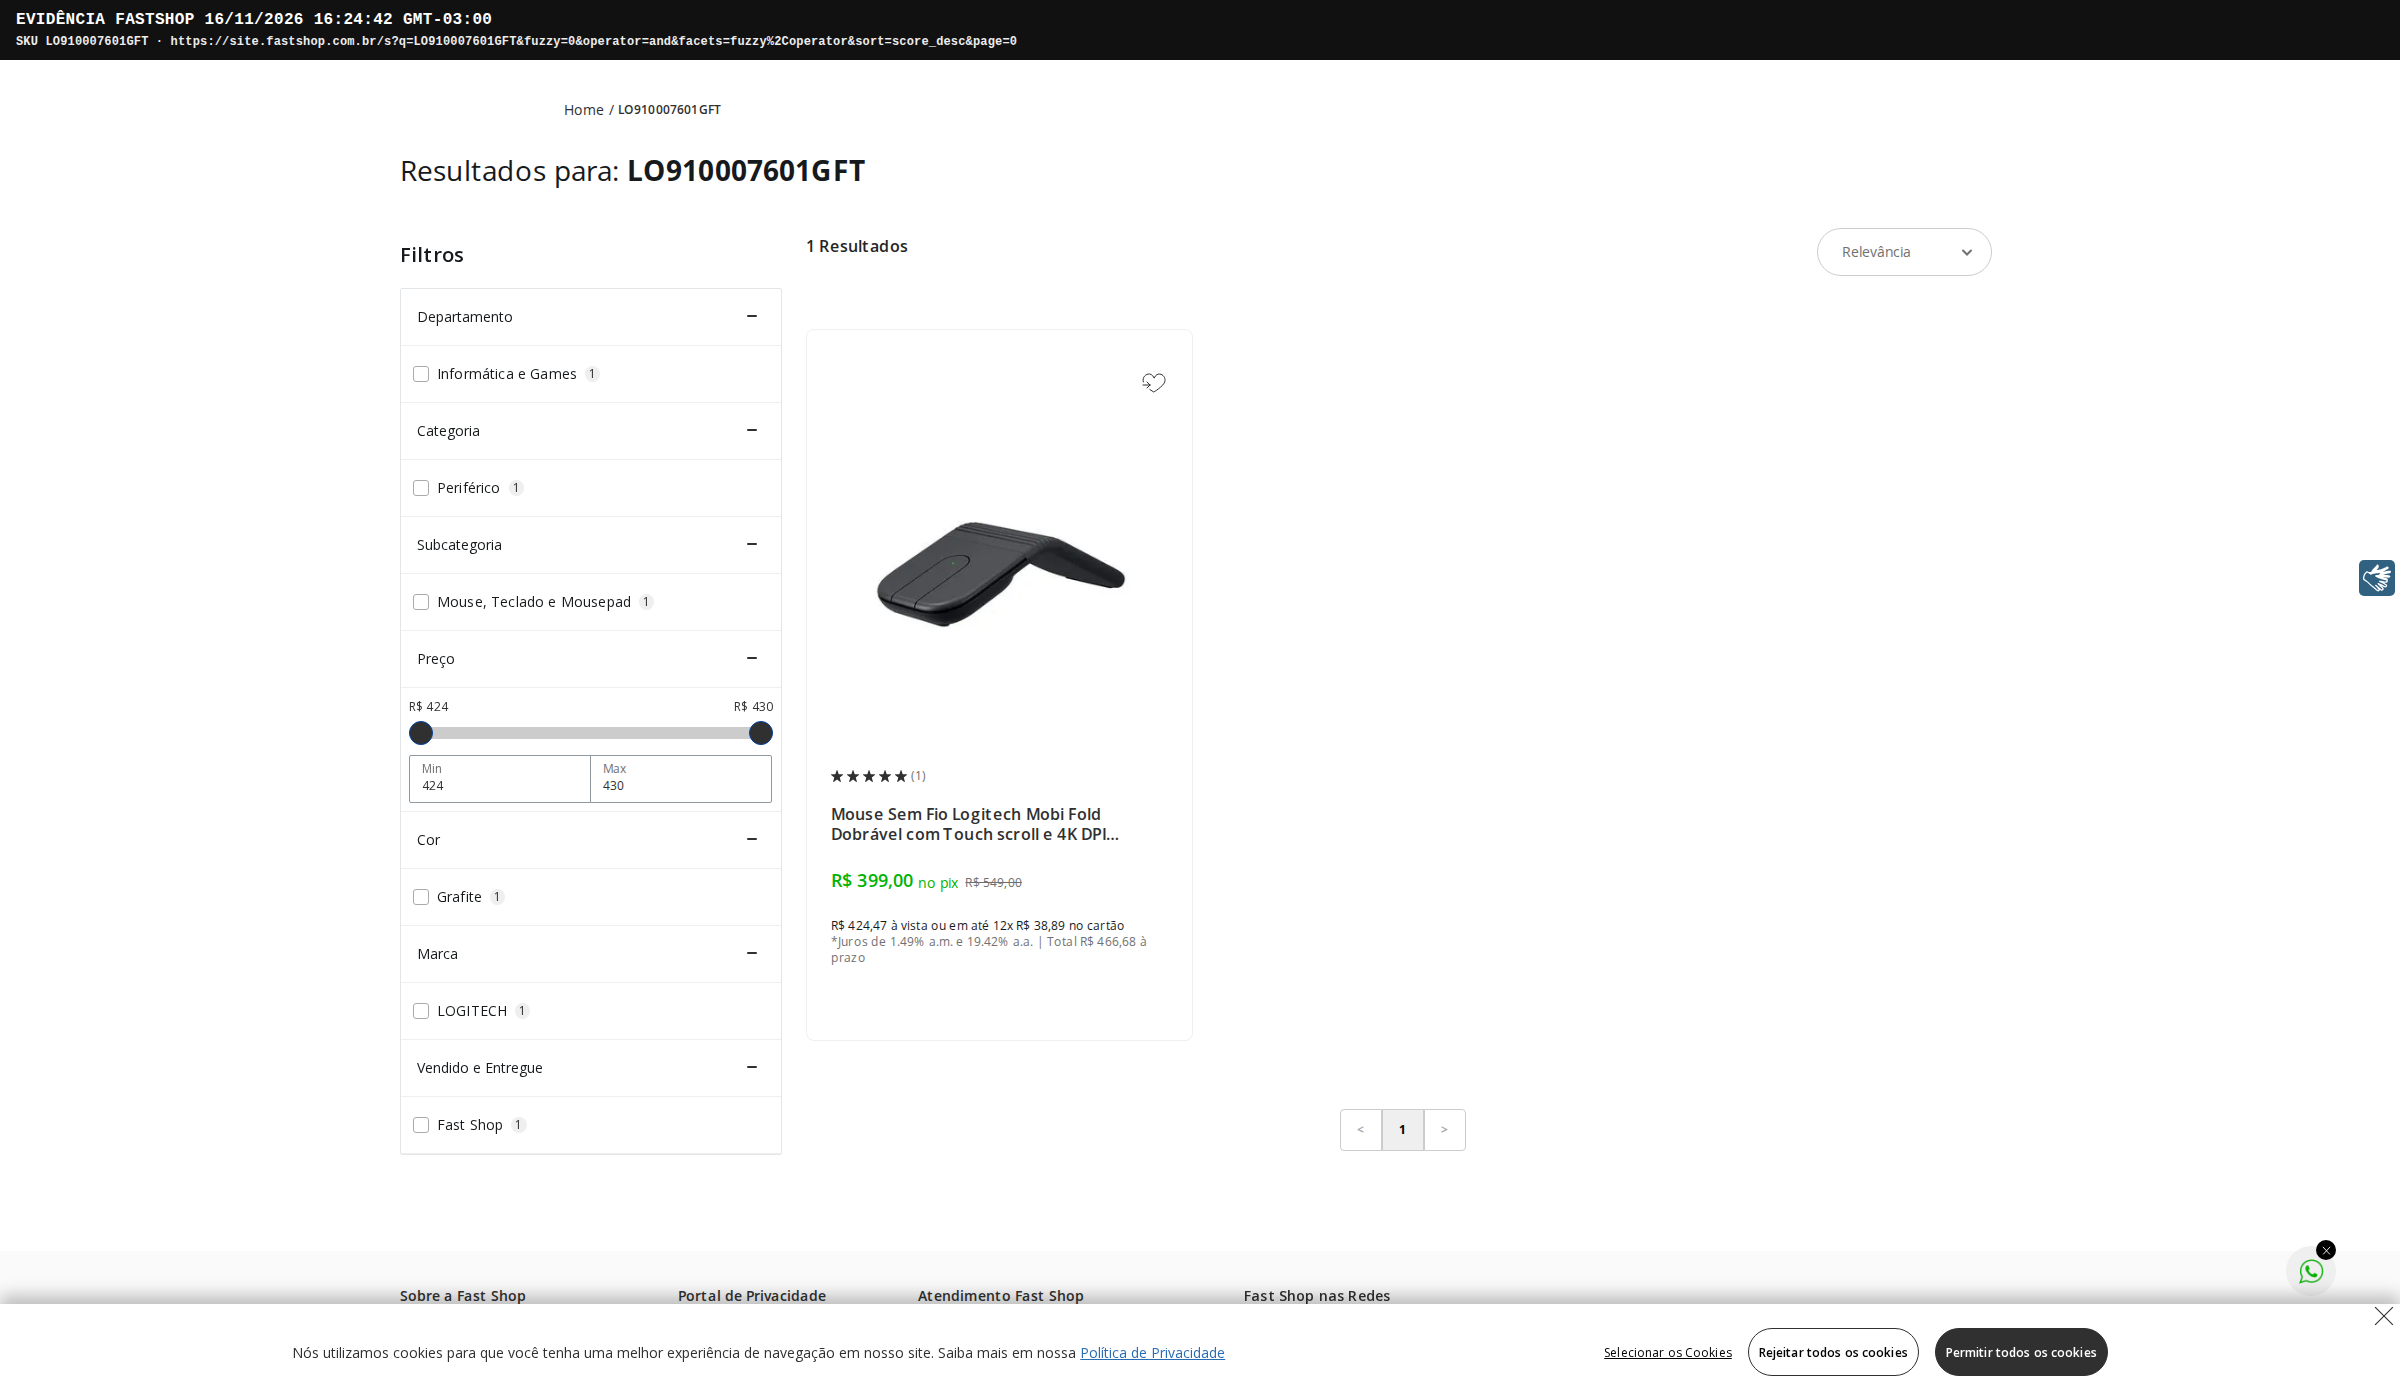 EVIDÊNCIA FASTSHOP 16/11/2026 16:24:42 GMT-03:00
SKU LO910007601GFT · https://site.fastshop.com.br/s?q=LO910007601GFT&fuzzy=0&operator=and&facets=fuzzy%2Coperator&sort=score_desc&page=0
Home / LO910007601GFT
Resultados para: LO910007601GFT
Filtros
1 Resultados
Relevância
Departamento
Informática e Games 1
Categoria
Periférico 1
Subcategoria
Mouse, Teclado e Mousepad 1
Preço
R$ 424
R$ 430
Min
424
Max
430
Cor
Grafite 1
Marca
LOGITECH 1
Vendido e Entregue
Fast Shop 1
(1)
Mouse Sem Fio Logitech Mobi Fold
Dobrável com Touch scroll e 4K DPI...
R$ 399,00 no pix R$ 549,00
R$ 424,47 à vista ou em até 12x R$ 38,89 no cartão
*Juros de 1.49% a.m. e 19.42% a.a. | Total R$ 466,68 à
prazo
< 1 >
Sobre a Fast Shop
Portal de Privacidade
Atendimento Fast Shop
Fast Shop nas Redes
Nós utilizamos cookies para que você tenha uma melhor experiência de navegação em nosso site. Saiba mais em nossa Política de Privacidade
Selecionar os Cookies
Rejeitar todos os cookies
Permitir todos os cookies